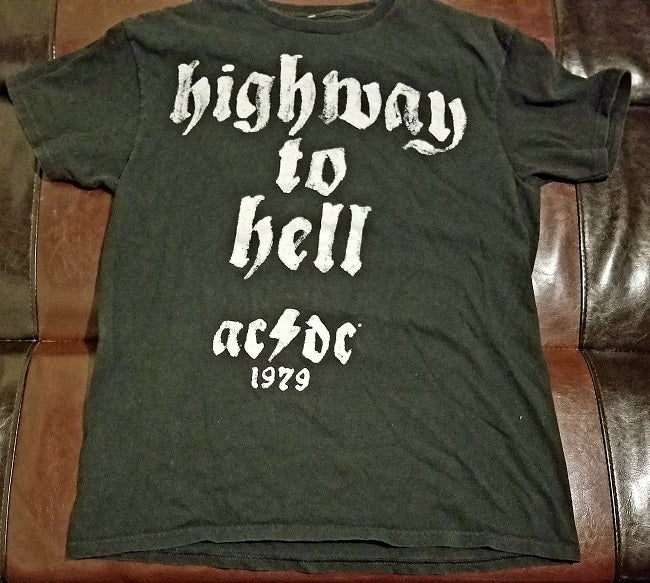 highway
to
hell
ac⚡dc
1979